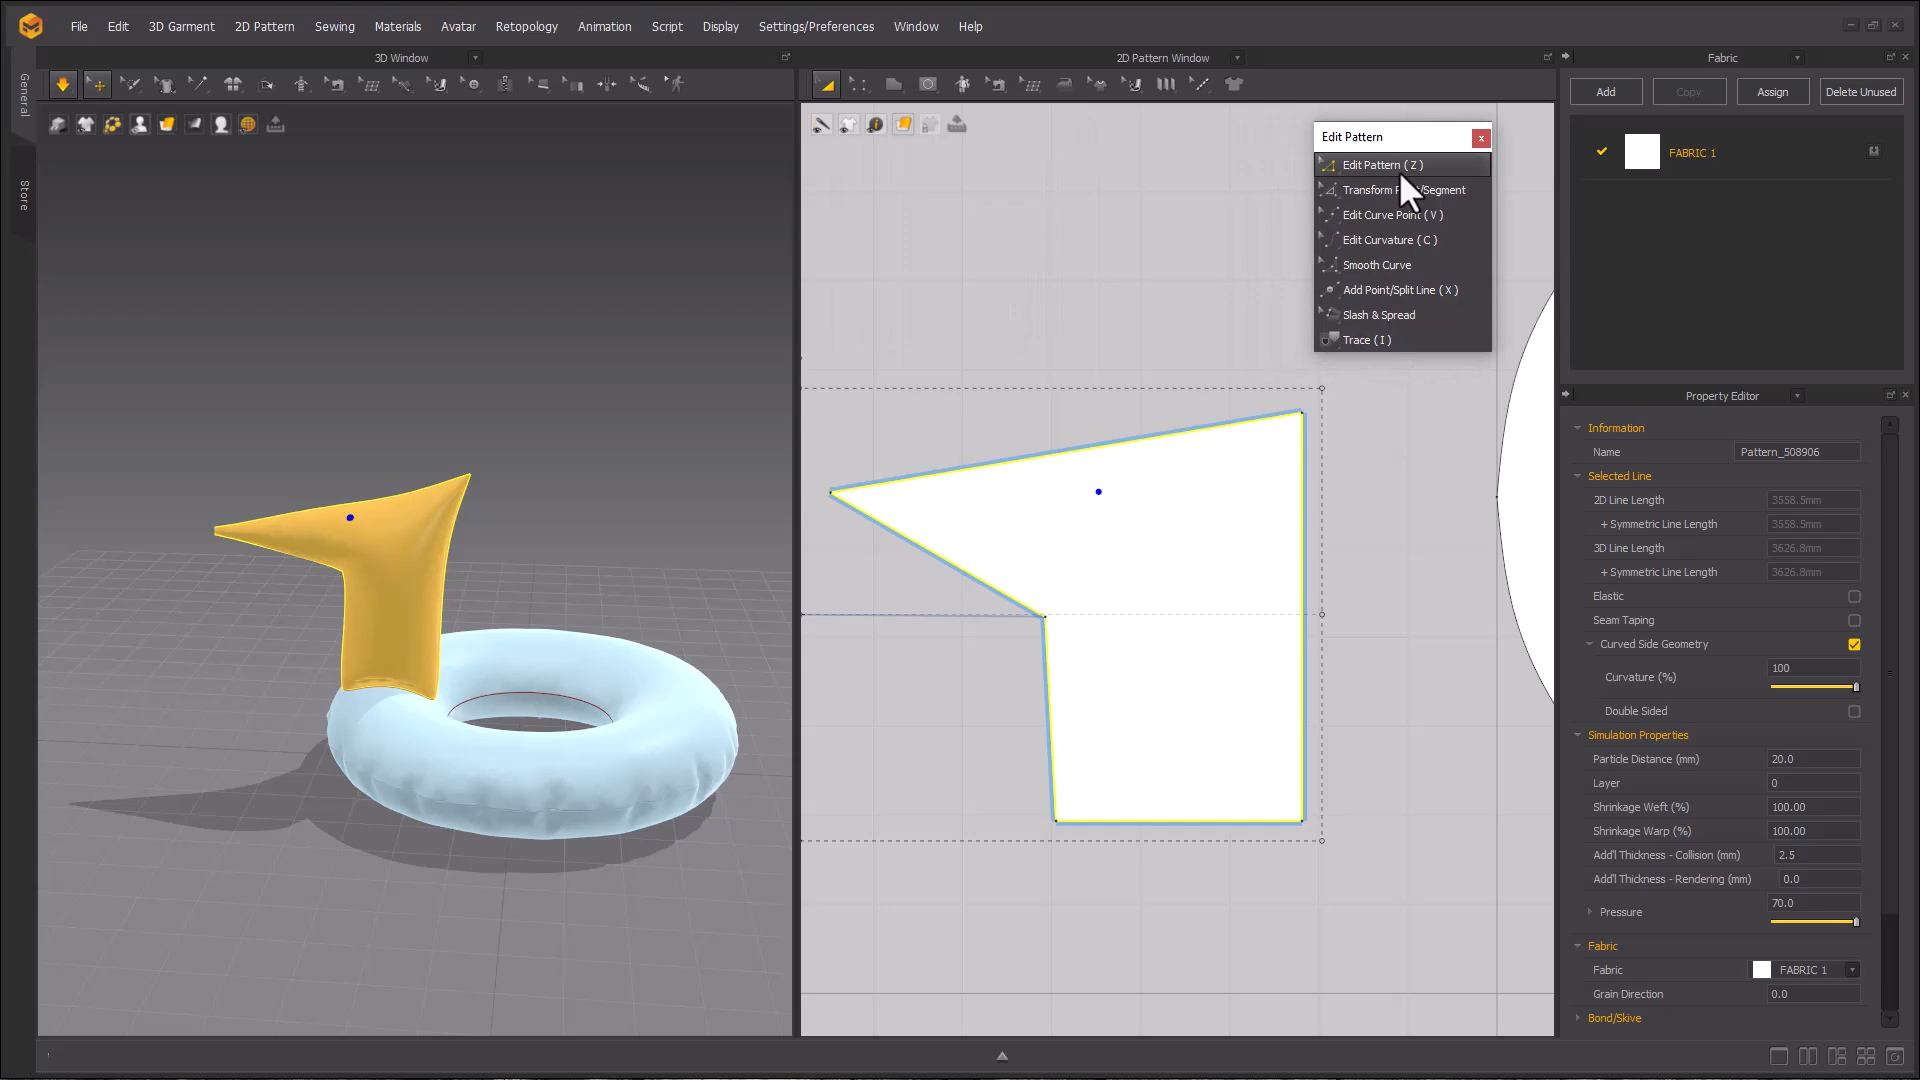 File Edit 3D Garment 2D Pattern Sewing Materials Avatar Retopology Animation Script Display Settings/Preferences Window Help
General
Store
3D Window
2D Pattern Window
Edit Pattern
x
Edit Pattern ( Z )
Transform P /Segment
Edit Curve Point ( V )
Edit Curvature ( C )
Smooth Curve
Add Point/Split Line ( X )
Slash & Spread
Trace ( I )
Fabric
Add Copy Assign Delete Unused
FABRIC 1
Property Editor
Information
Name Pattern_508906
Selected Line
2D Line Length 3558.5mm
+ Symmetric Line Length 3558.5mm
3D Line Length 3626.8mm
+ Symmetric Line Length 3626.8mm
Elastic
Seam Taping
Curved Side Geometry
Curvature (%) 100
Double Sided
Simulation Properties
Particle Distance (mm) 20.0
Layer 0
Shrinkage Weft (%) 100.00
Shrinkage Warp (%) 100.00
Add'l Thickness - Collision (mm) 2.5
Add'l Thickness - Rendering (mm) 0.0
Pressure 70.0
Fabric
Fabric FABRIC 1
Grain Direction 0.0
Bond/Skive